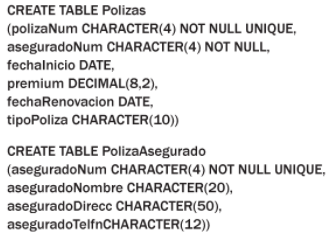 CREATE TABLE Polizas
(polizaNum CHARACTER(4) NOT NULL UNIQUE,
aseguradoNum CHARACTER(4) NOT NULL,
fechaInicio DATE,
premium DECIMAL(8,2),
fechaRenovacion DATE,
tipoPoliza CHARACTER(10))
CREATE TABLE PolizaAsegurado
(aseguradoNum CHARACTER(4) NOT NULL UNIQUE,
aseguradoNombre CHARACTER(20),
aseguradoDirecc CHARACTER(50),
aseguradoTelfnCHARACTER(12))